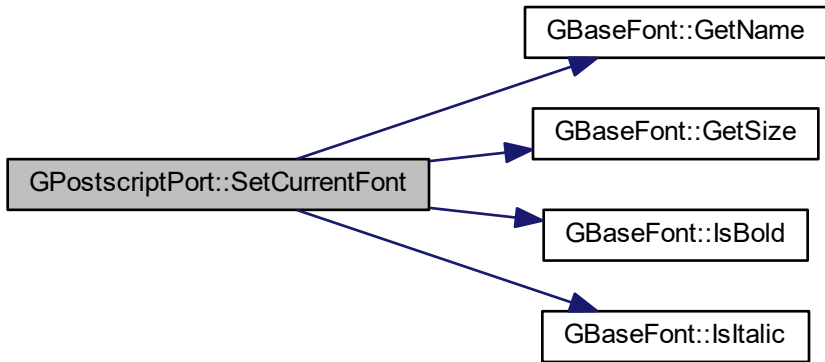 GBaseFont::GetName
GBaseFont::GetSize
GPostscriptPort::SetCurrentFont
GBaseFont::IsBold
GBaseFont::IsItalic